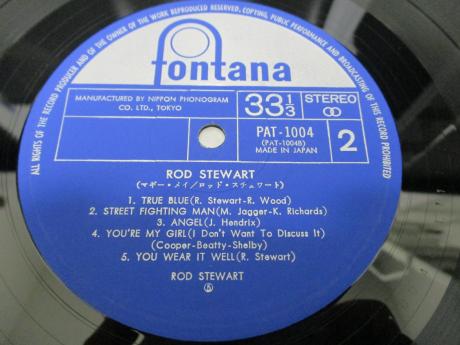 ALL RIGHTS OF THE RECORD PRODUCER AND OF THE OWNER OF THE WORK REPRODUCED RESERVED. COPYING, PUBLIC PERFORMANCE AND BROADCASTING OF THIS RECORD PROHIBITED
fontana
MANUFACTURED BY NIPPON PHONOGRAM
CO. LTD., TOKYO
33 1/3
STEREO
PAT-1004
(PAT-1004B)
MADE IN JAPAN
2
ROD STEWART
(マギー・メイ/ロッド・スチュワート)
1. TRUE BLUE(R. Stewart-R. Wood)
2. STREET FIGHTING MAN(M. Jagger-K. Richards)
3. ANGEL(J. Hendrix)
4. YOU'RE MY GIRL(I Don't Want To Discuss It)
(Cooper-Beatty-Shelby)
5. YOU WEAR IT WELL(R. Stewart)
ROD STEWART